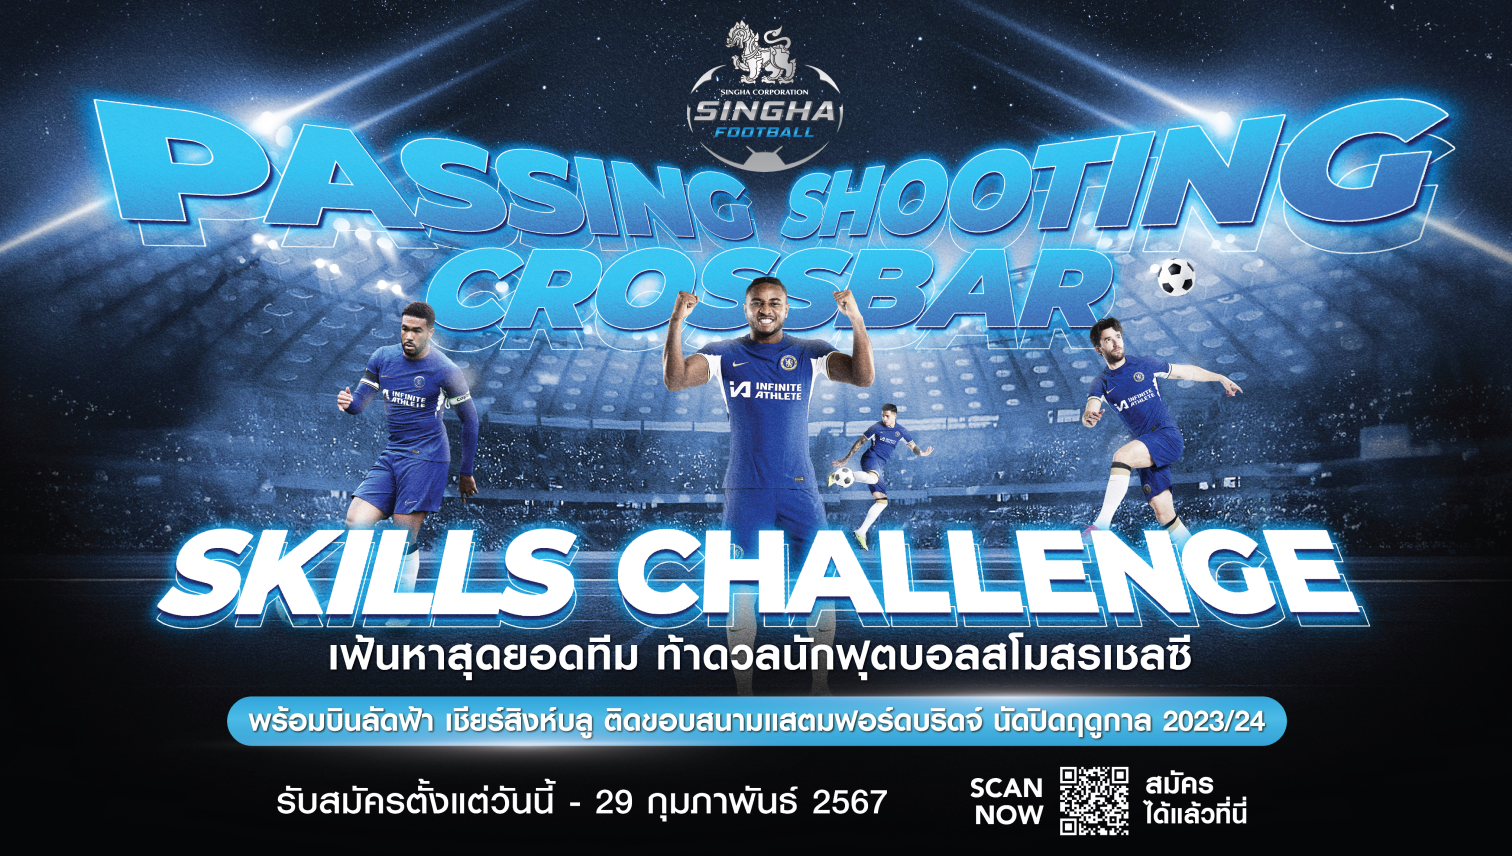 SINGHA CORPORATION
SINGHA
FOOTBALL
PASSING SHOOTING
CROSSBAR
INFINITE
ATHLETE
INFINITE
ATHLETE
INFINITE
ATHLETE
SKILLS CHALLENGE
เฟ้นหาสุดยอดทีม ท้าดวลนักฟุตบอลสโมสรเชลซี
พร้อมบินลัดฟ้า เชียร์สิงห์บลู ติดขอบสนามแสตมฟอร์ดบริดจ์ นัดปิดฤดูกาล 2023/24
รับสมัครตั้งแต่วันนี้ - 29 กุมภาพันธ์ 2567
SCAN
NOW
สมัคร
ได้แล้วที่นี่